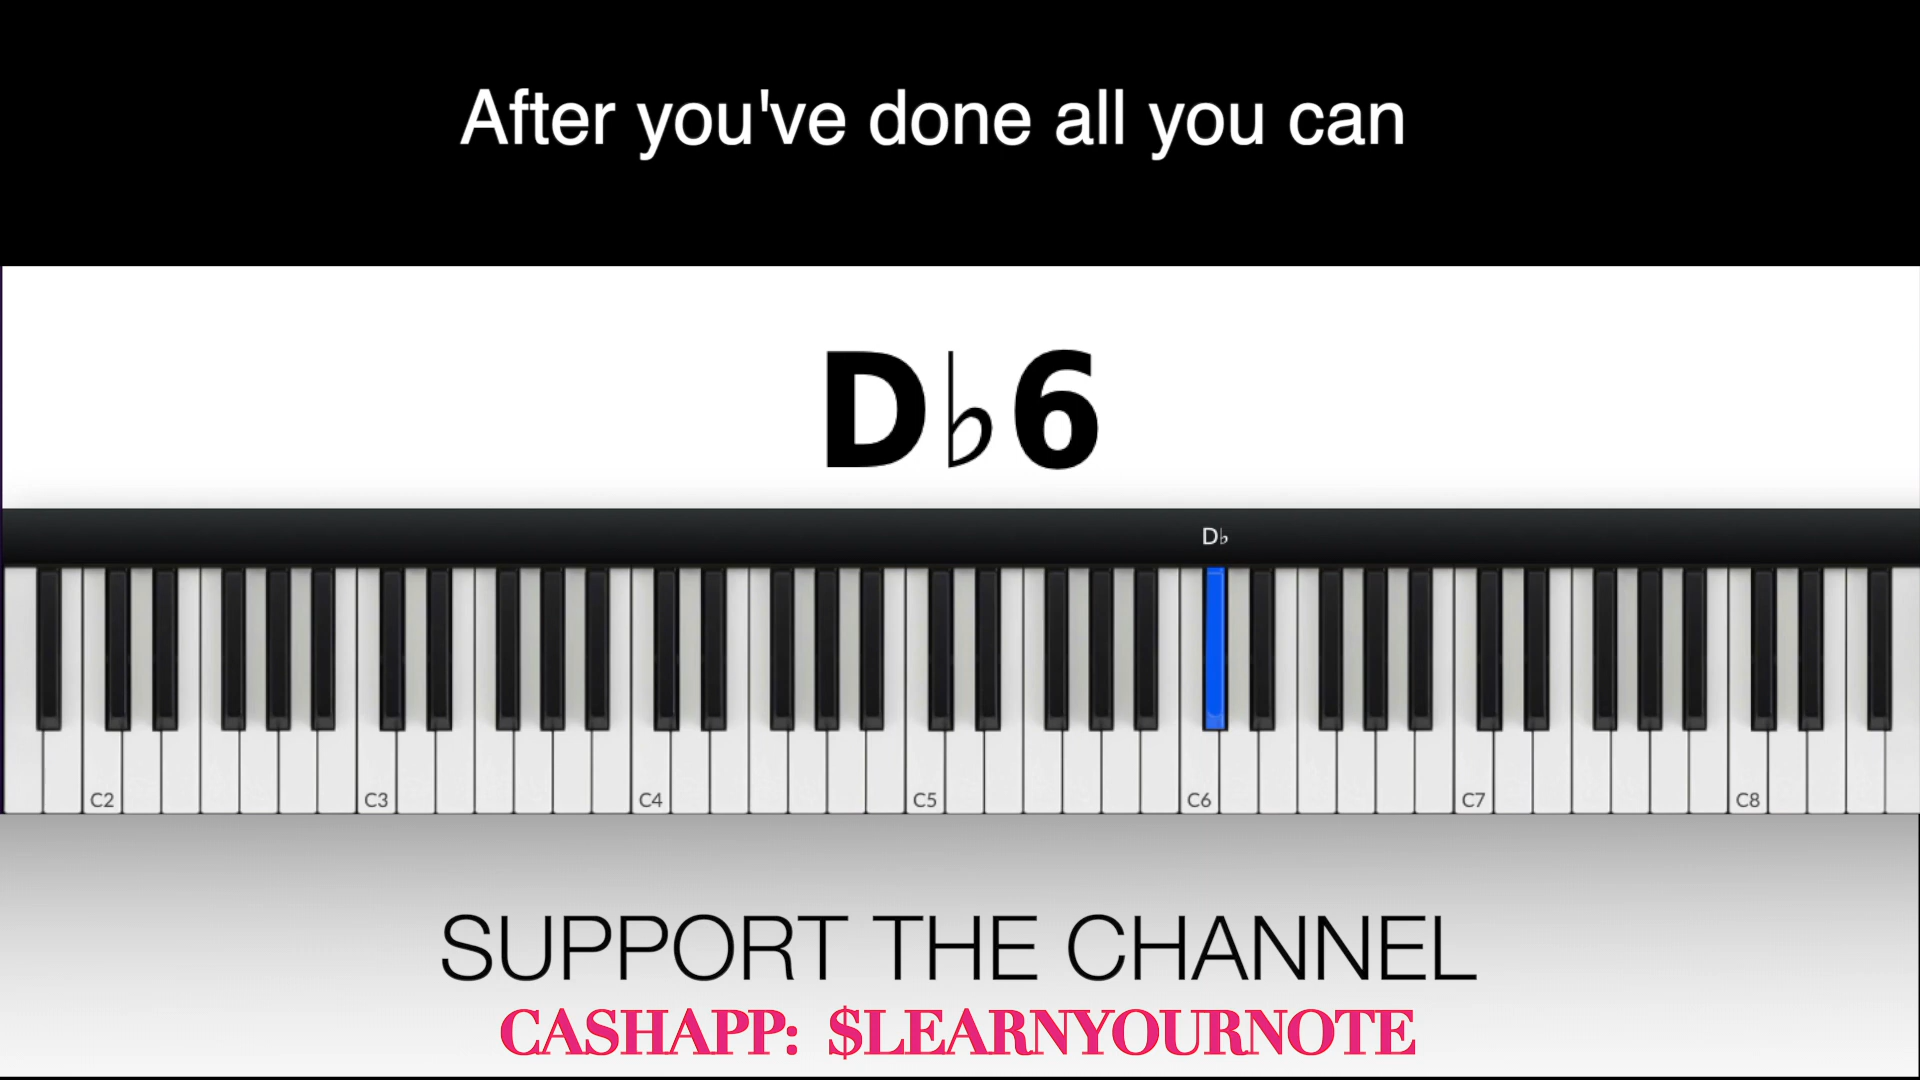 After you've done all you can
D♭6
D♭
C2 C3 C4 C5 C6 C7 C8
SUPPORT THE CHANNEL
CASHAPP: $LEARNYOURNOTE